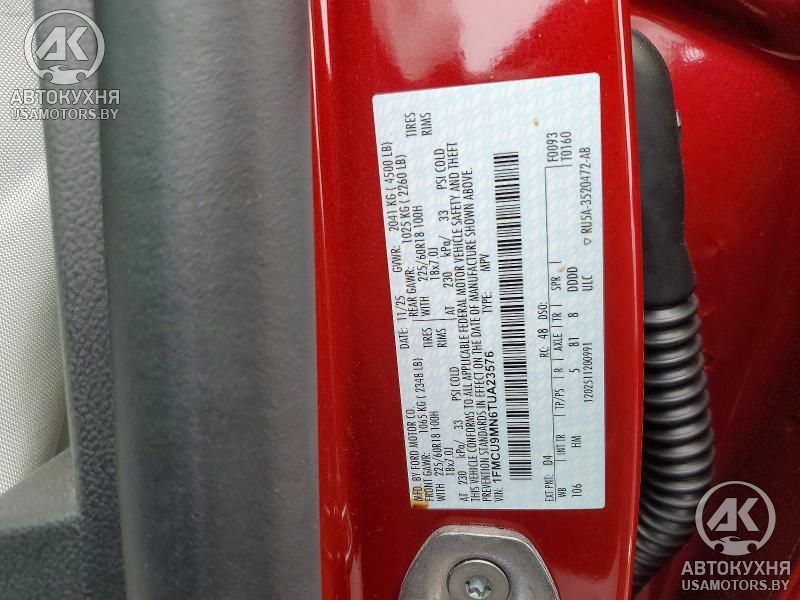 АК
АВТОКУХНЯ
USAMOTORS.BY
MFD. BY FORD MOTOR CO.
DATE: 11/25 GVWR: 2041 KG ( 4500 LB)
FRONT GAWR: 1065 KG ( 2348 LB) REAR GAWR: 1025 KG ( 2260 LB)
WITH 225/60R18 100H TIRES WITH 225/60R18 100H TIRES
18x7.0J RIMS 18x7.0J RIMS
AT 230 kPa/ 33 PSI COLD AT 230 kPa/ 33 PSI COLD
THIS VEHICLE CONFORMS TO ALL APPLICABLE FEDERAL MOTOR VEHICLE SAFETY AND THEFT
PREVENTION STANDARDS IN EFFECT ON THE DATE OF MANUFACTURE SHOWN ABOVE.
VIN: 1FMCU9MN6TUA23576 TYPE: MPV
F0093
T0160
EXT PNT: D4 RC: 48 DSO:
WB INT TR TP/PS R AXLE TR SPR
106 HM 5 81 8 DDDD
120251120091 ULC ▽ RU5A-3520472-AB
АК
АВТОКУХНЯ
USAMOTORS.BY